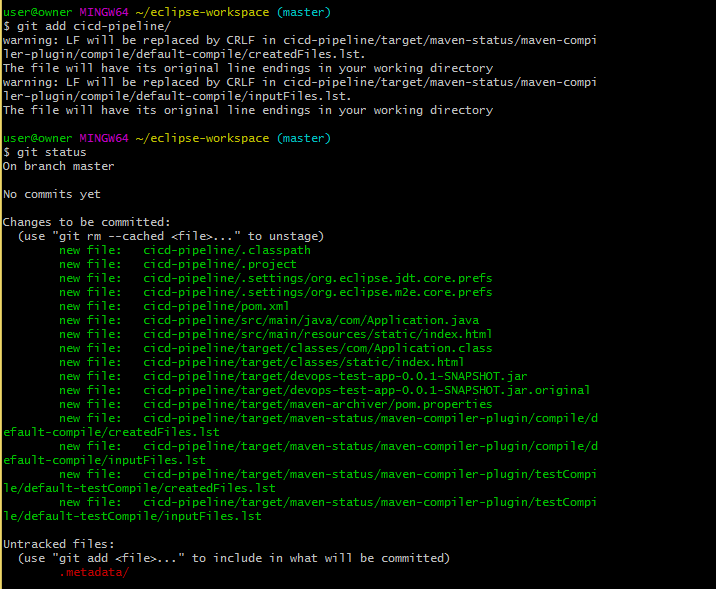 user@owner MINGW64 ~/eclipse-workspace (master)
$ git add cicd-pipeline/
warning: LF will be replaced by CRLF in cicd-pipeline/target/maven-status/maven-compi
ler-plugin/compile/default-compile/createdFiles.lst.
The file will have its original line endings in your working directory
warning: LF will be replaced by CRLF in cicd-pipeline/target/maven-status/maven-compi
ler-plugin/compile/default-compile/inputFiles.lst.
The file will have its original line endings in your working directory

user@owner MINGW64 ~/eclipse-workspace (master)
$ git status
On branch master

No commits yet

Changes to be committed:
  (use "git rm --cached <file>..." to unstage)
        new file:   cicd-pipeline/.classpath
        new file:   cicd-pipeline/.project
        new file:   cicd-pipeline/.settings/org.eclipse.jdt.core.prefs
        new file:   cicd-pipeline/.settings/org.eclipse.m2e.core.prefs
        new file:   cicd-pipeline/pom.xml
        new file:   cicd-pipeline/src/main/java/com/Application.java
        new file:   cicd-pipeline/src/main/resources/static/index.html
        new file:   cicd-pipeline/target/classes/com/Application.class
        new file:   cicd-pipeline/target/classes/static/index.html
        new file:   cicd-pipeline/target/devops-test-app-0.0.1-SNAPSHOT.jar
        new file:   cicd-pipeline/target/devops-test-app-0.0.1-SNAPSHOT.jar.original
        new file:   cicd-pipeline/target/maven-archiver/pom.properties
        new file:   cicd-pipeline/target/maven-status/maven-compiler-plugin/compile/d
efault-compile/createdFiles.lst
        new file:   cicd-pipeline/target/maven-status/maven-compiler-plugin/compile/d
efault-compile/inputFiles.lst
        new file:   cicd-pipeline/target/maven-status/maven-compiler-plugin/testCompi
le/default-testCompile/createdFiles.lst
        new file:   cicd-pipeline/target/maven-status/maven-compiler-plugin/testCompi
le/default-testCompile/inputFiles.lst

Untracked files:
  (use "git add <file>..." to include in what will be committed)
        .metadata/